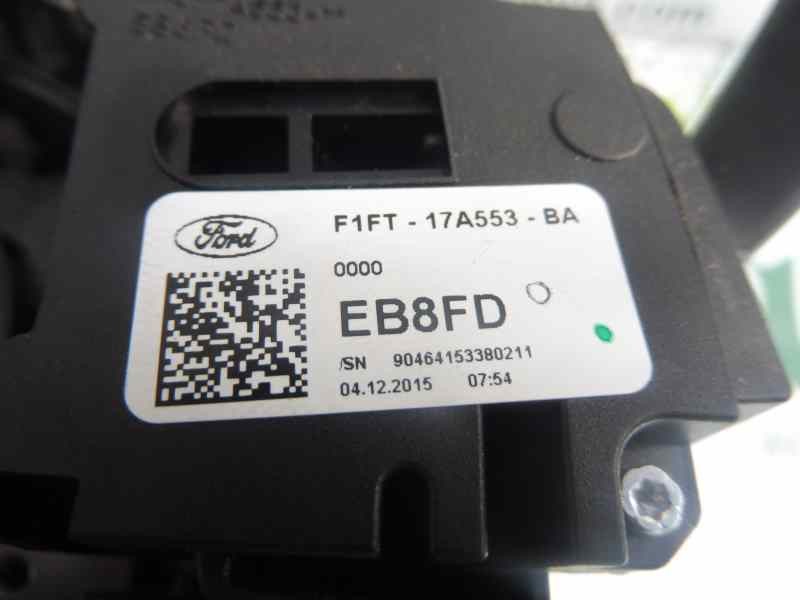 Ford
F1FT - 17A553 - BA
0000
EB8FD
/SN 90464153380211
04.12.2015 07:54